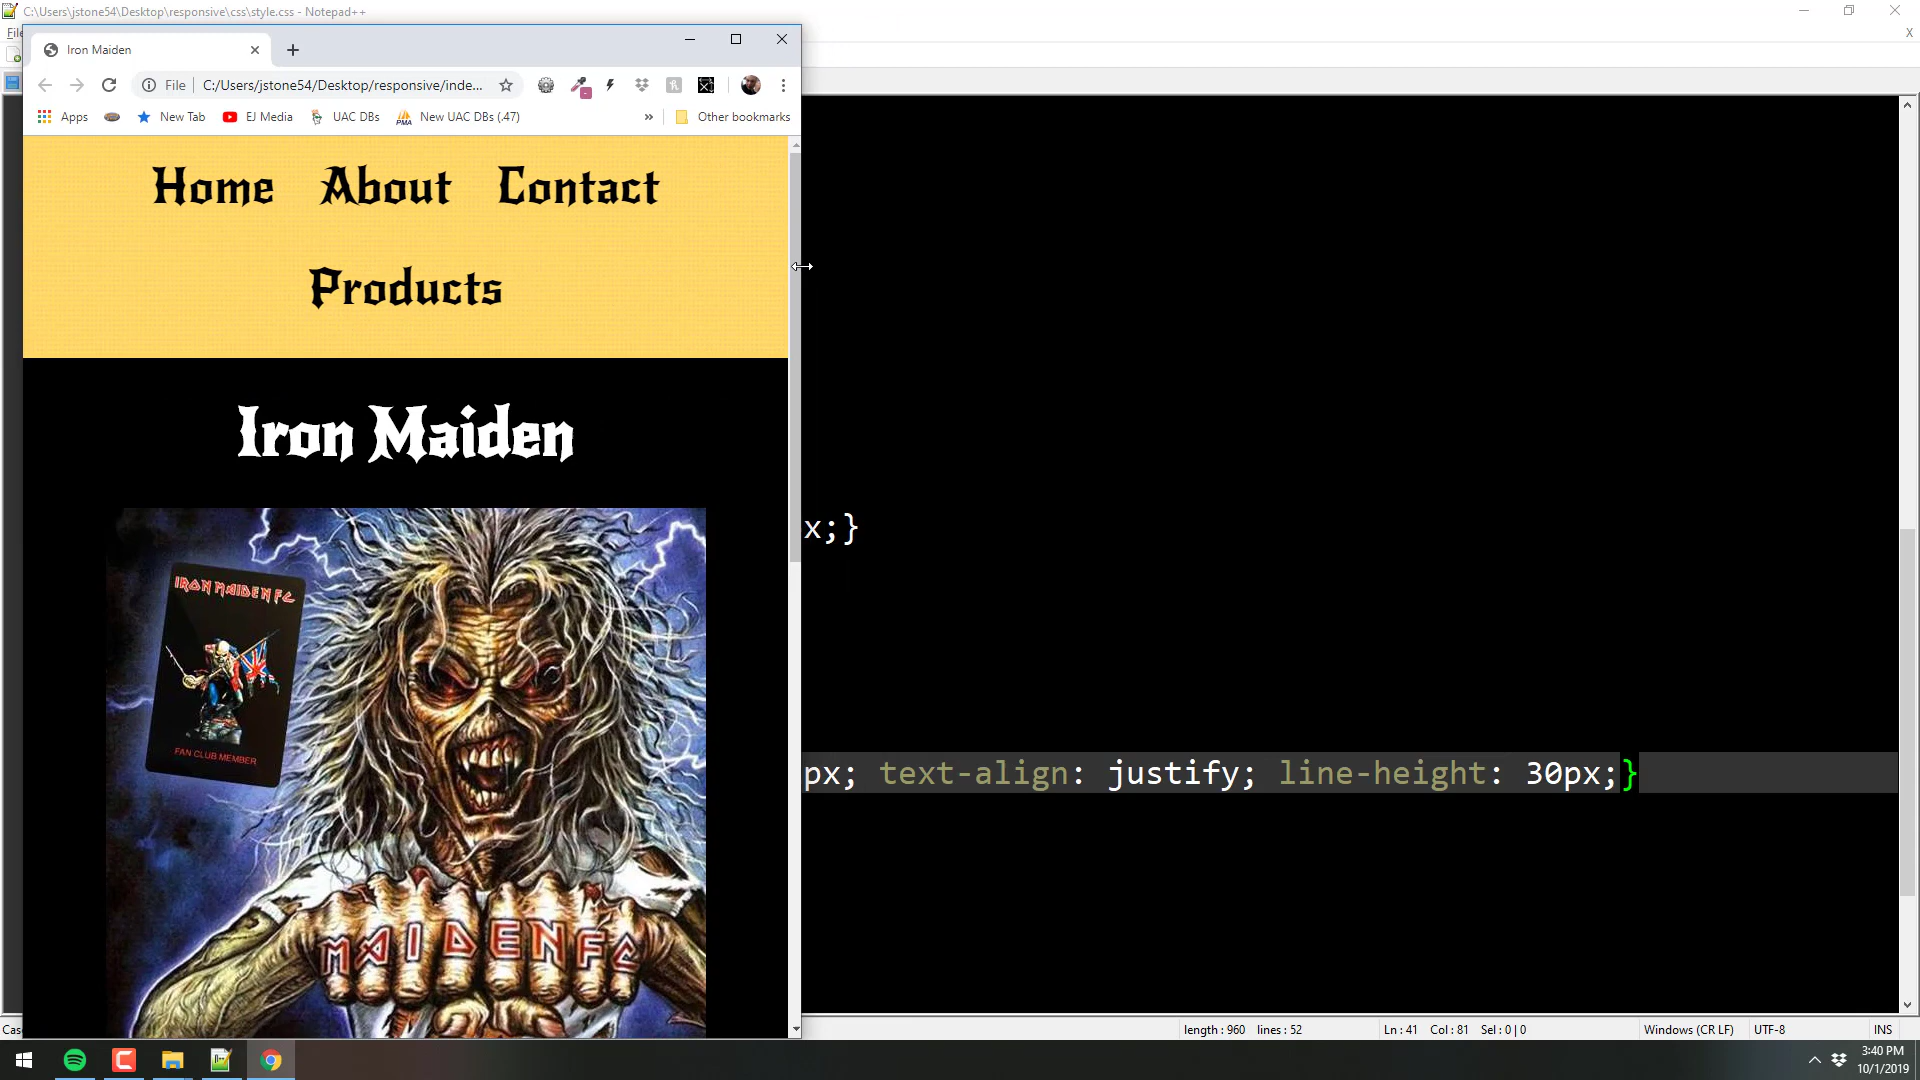 C:\Users\jstone54\Desktop\responsive\css\style.css - Notepad++
Iron Maiden
File
C:/Users/jstone54/Desktop/responsive/inde...
Apps
New Tab
EJ Media
UAC DBs
PMA
New UAC DBs (.47)
»
Other bookmarks
Home About Contact
Products
Iron Maiden
IRON MAIDEN FC
FAN CLUB MEMBER
MAIDENFC
x;}
px; text-align: justify; line-height: 30px;}
length : 960 lines : 52
Ln : 41 Col : 81 Sel : 0 | 0
Windows (CR LF)
UTF-8
INS
3:40 PM
10/1/2019